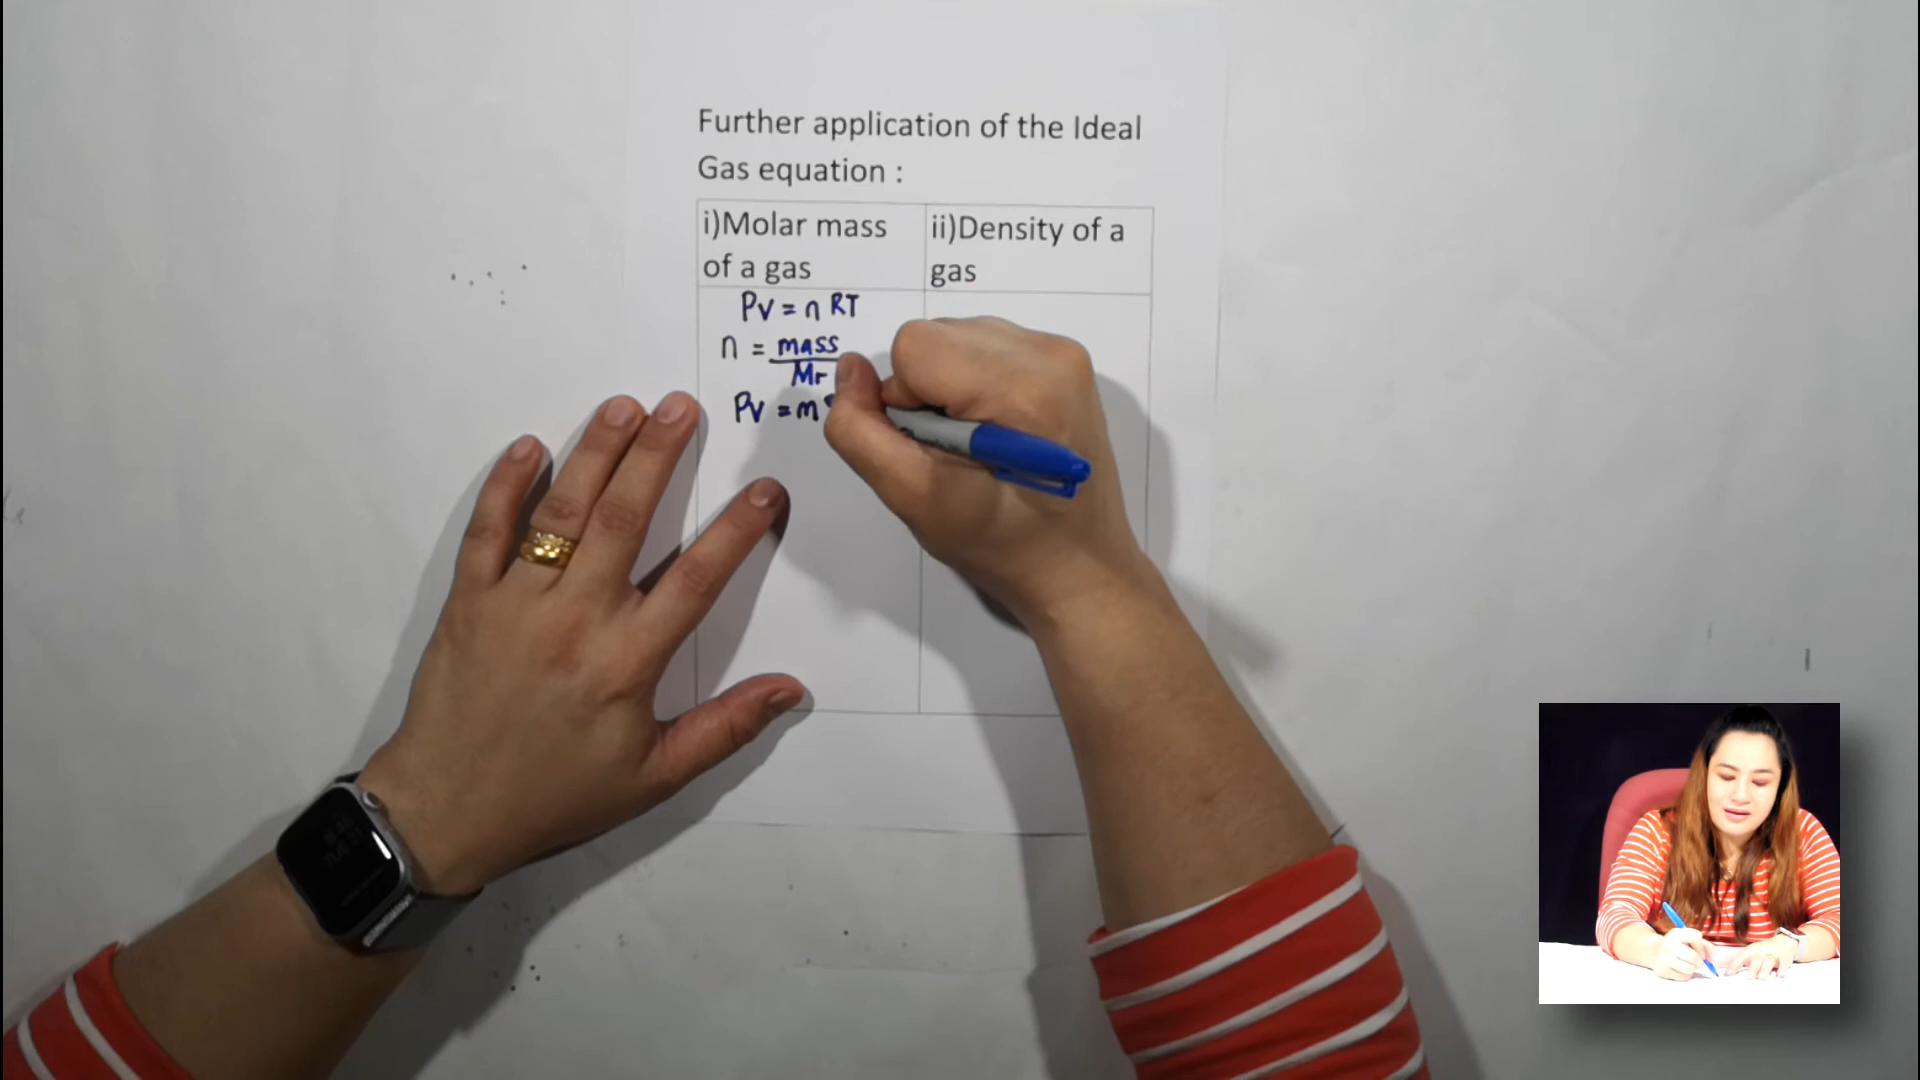 Further application of the Ideal
Gas equation :
i)Molar mass
of a gas
ii)Density of a
gas
PV = n RT
n = mass
Mr
PV = m